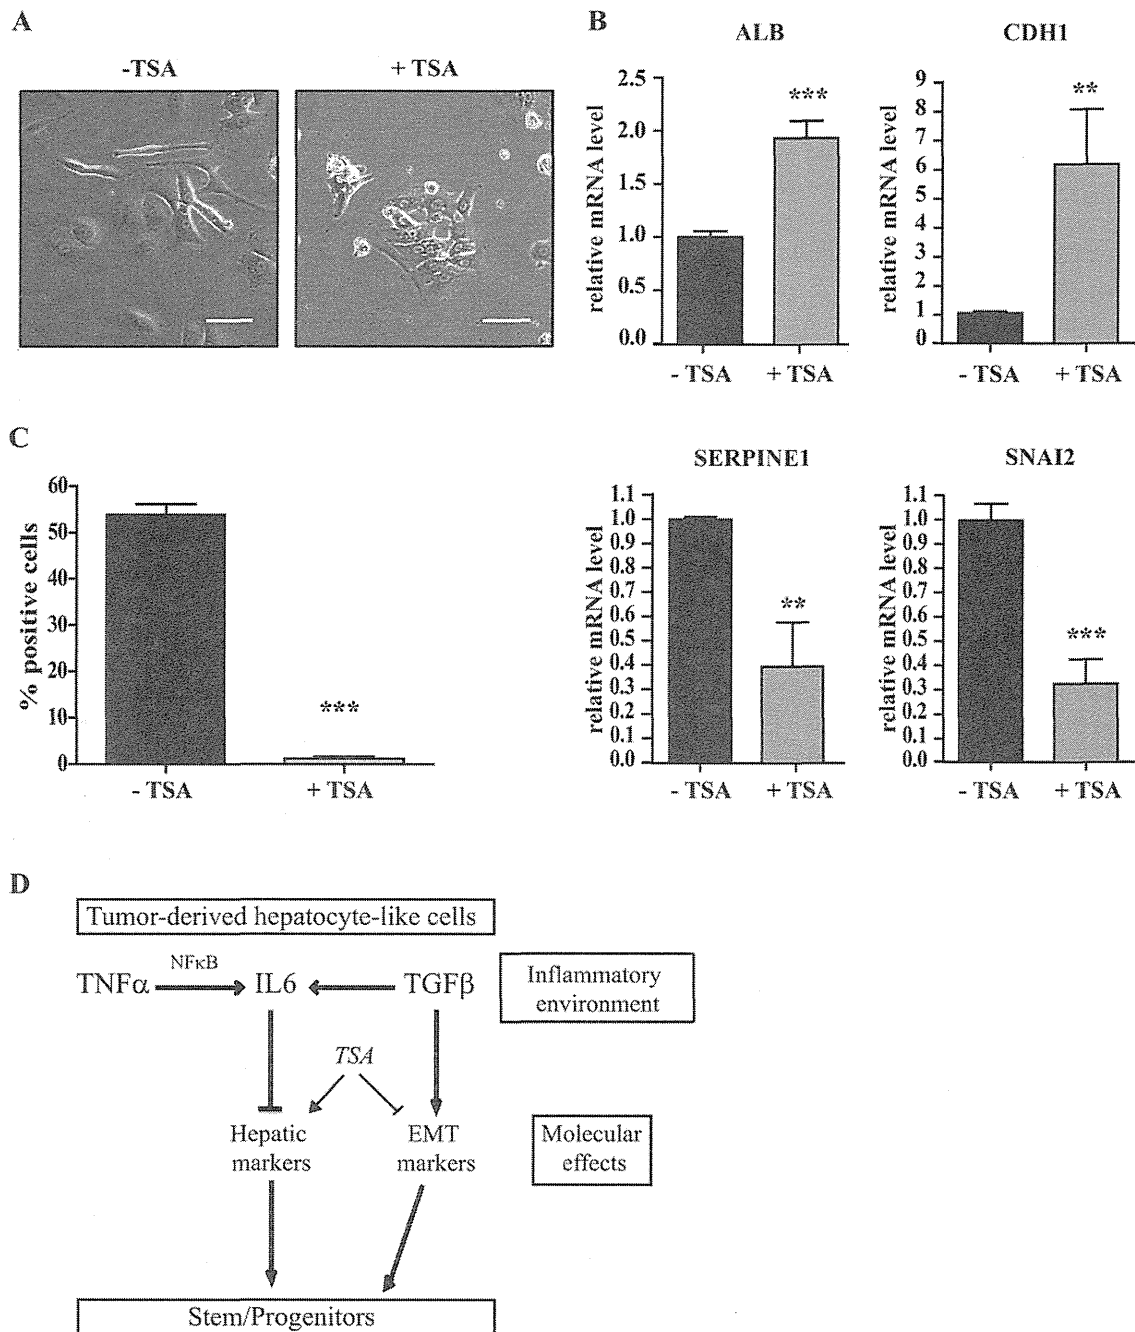 A
-TSA
+ TSA
B
ALB
relative mRNA level
2.5
2.0
1.5
1.0
0.5
0.0
***
- TSA
+ TSA
CDH1
relative mRNA level
9
8
7
6
5
4
3
2
1
0
**
- TSA
+ TSA
C
% positive cells
60
50
40
30
20
10
0
***
- TSA
+ TSA
SERPINE1
relative mRNA level
1.1
1.0
0.9
0.8
0.7
0.6
0.5
0.4
0.3
0.2
0.1
0.0
**
- TSA
+ TSA
SNAI2
relative mRNA level
1.1
1.0
0.9
0.8
0.7
0.6
0.5
0.4
0.3
0.2
0.1
0.0
***
- TSA
+ TSA
D
Tumor-derived hepatocyte-like cells
NFκB
TNFα
IL6
TGFβ
Inflammatory
environment
TSA
Hepatic
markers
EMT
markers
Molecular
effects
Stem/Progenitors